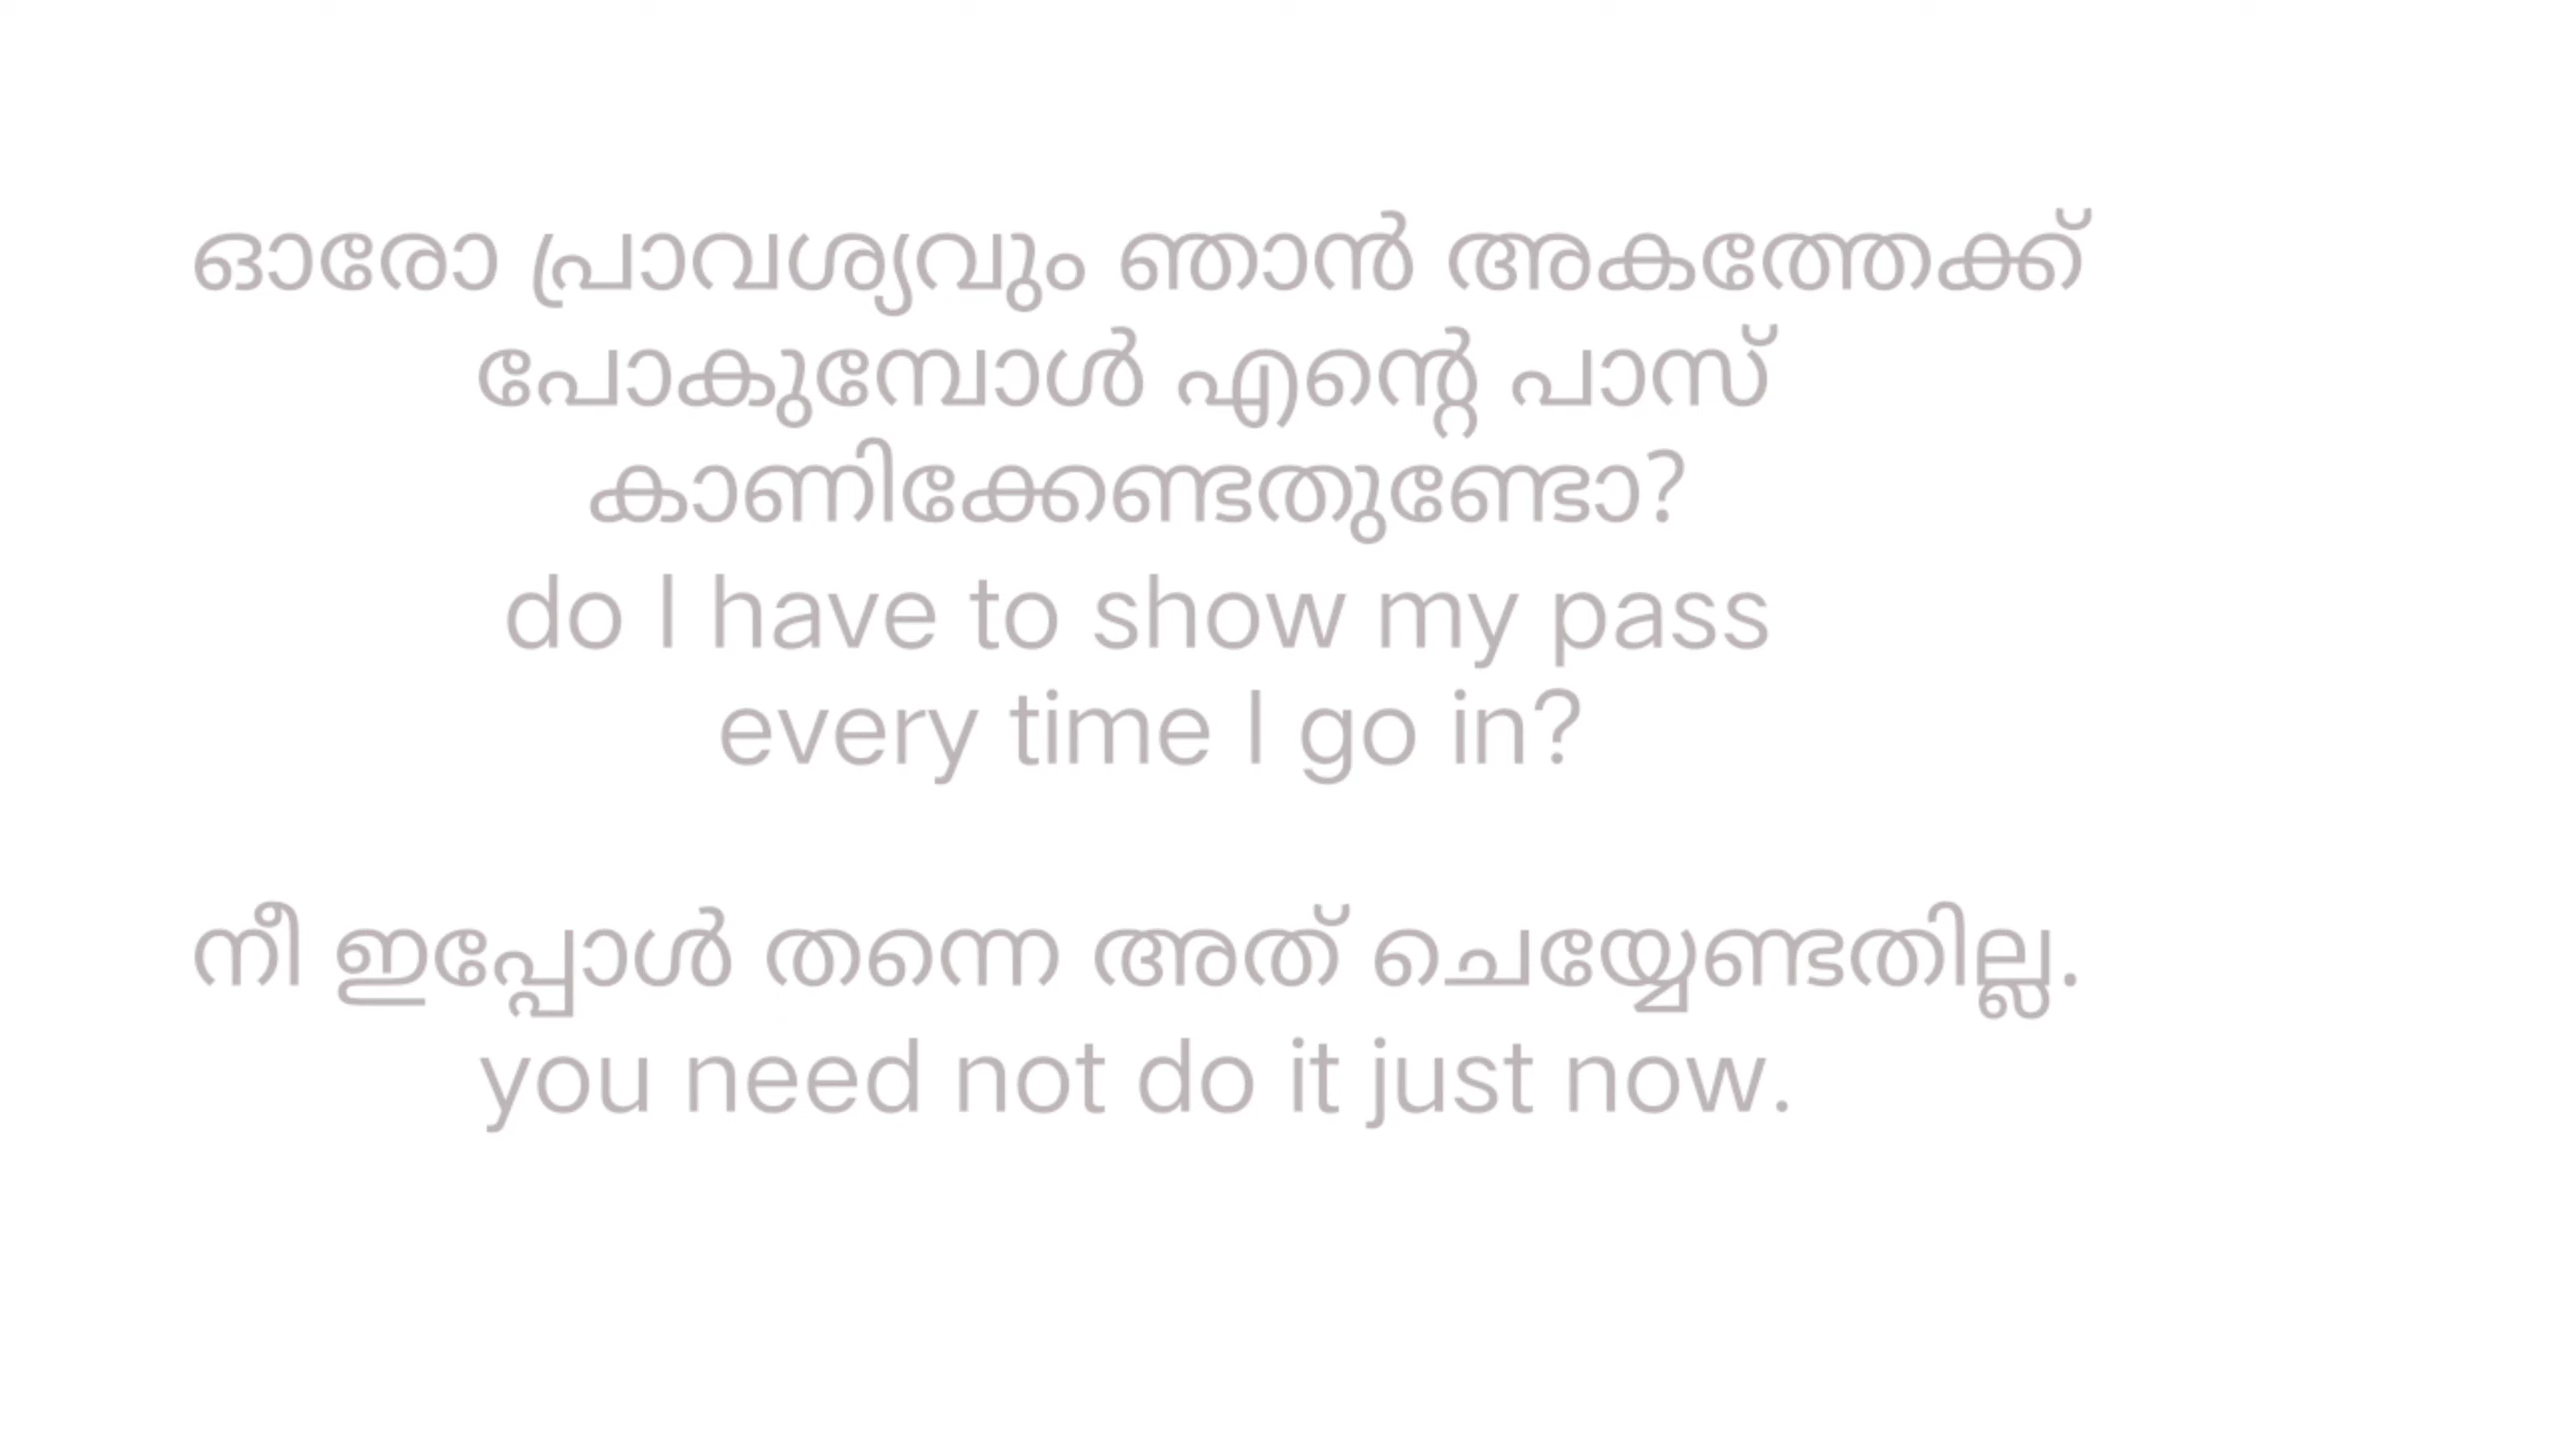 ഓരോ പ്രാവശ്യവും ഞാൻ അകത്തേക്ക്
പോകുമ്പോൾ എന്റെ പാസ്
കാണിക്കേണ്ടതുണ്ടോ?
do I have to show my pass
every time I go in?
നീ ഇപ്പോൾ തന്നെ അത് ചെയ്യേണ്ടതില്ല.
you need not do it just now.